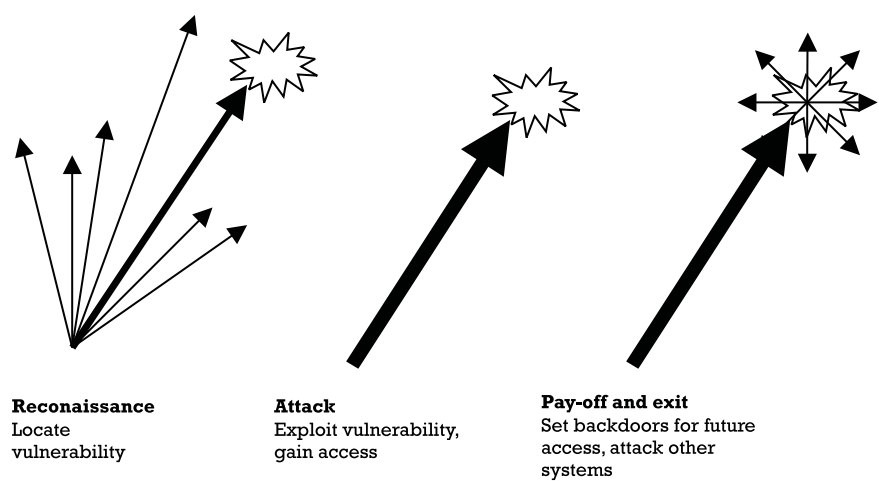 Reconaissance
Locate
vulnerability
Attack
Exploit vulnerability,
gain access
Pay-off and exit
Set backdoors for future
access, attack other
systems